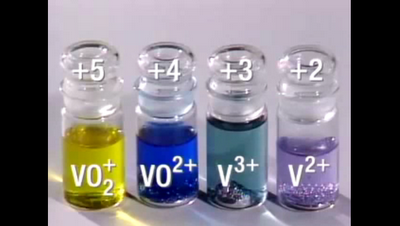 +5 +4 +3 +2
VO₂⁺ VO²⁺ V³⁺ V²⁺